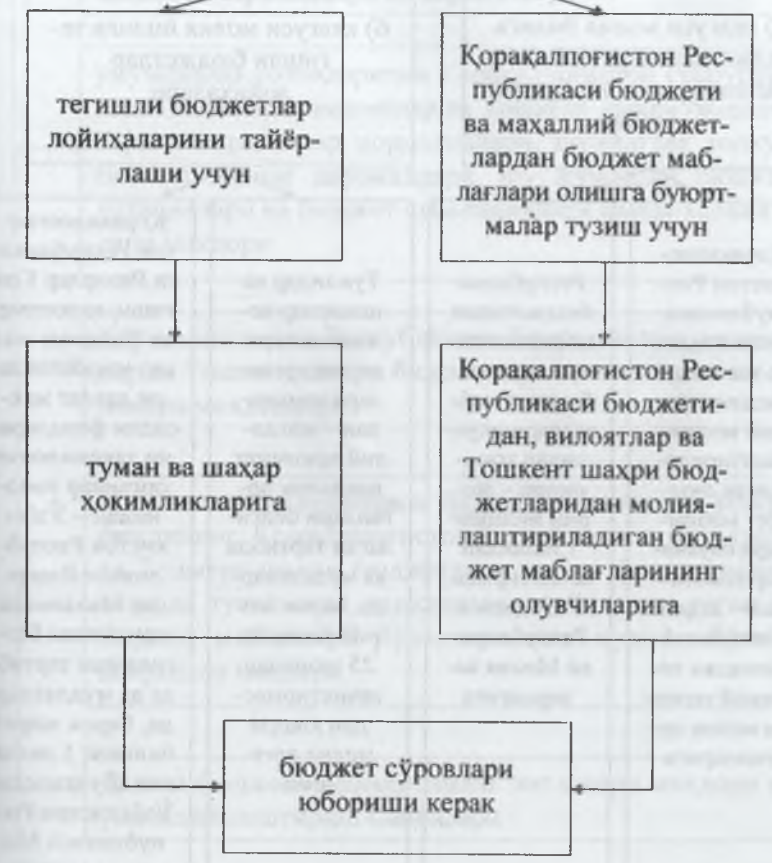 тегишли бюджетлар
лойиҳаларини тайёр-
лаши учун
Қорақалпоғистон Рес-
публикаси бюджети
ва маҳаллий бюджет-
лардан бюджет маб-
лағлари олишга буюрт-
малар тузиш учун
туман ва шаҳар
ҳокимликларига
Қорақалпоғистон Рес-
публикаси бюджети-
дан, вилоятлар ва
Тошкент шаҳри бюд-
жетларидан молия-
лаштириладиган бюд-
жет маблағларининг
олувчиларига
бюджет сўровлари
юбориши керак